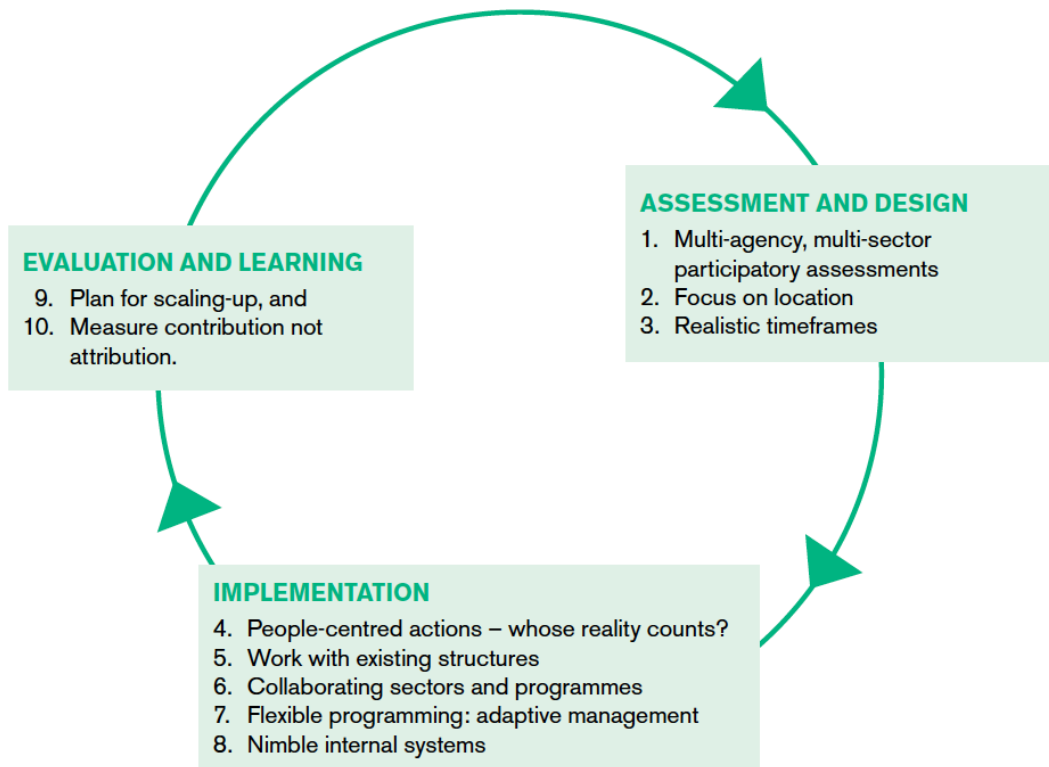 ASSESSMENT AND DESIGN
1. Multi-agency, multi-sector
participatory assessments
2. Focus on location
3. Realistic timeframes
IMPLEMENTATION
4. People-centred actions – whose reality counts?
5. Work with existing structures
6. Collaborating sectors and programmes
7. Flexible programming: adaptive management
8. Nimble internal systems
EVALUATION AND LEARNING
9. Plan for scaling-up, and
10. Measure contribution not
attribution.